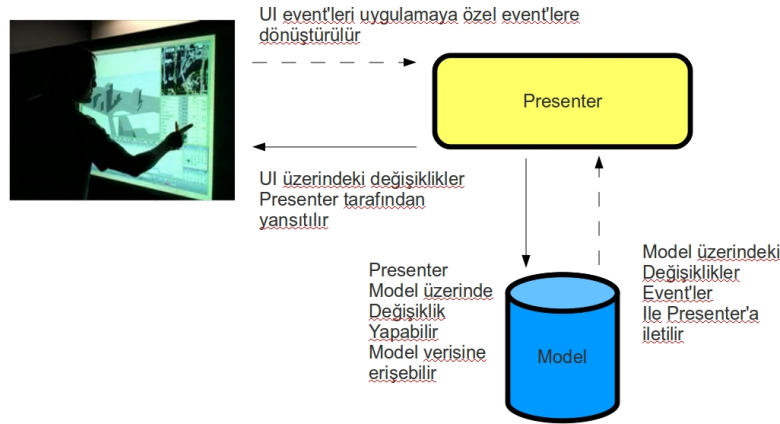 UI event'leri uygulamaya özel event'lere
dönüştürülür
Presenter
UI üzerindeki değişiklikler
Presenter tarafından
yansıtılır
Presenter
Model üzerinde
Değişiklik
Yapabilir
Model verisine
erişebilir
Model üzerindeki
Değişiklikler
Event'ler
Ile Presenter'a
iletilir
Model